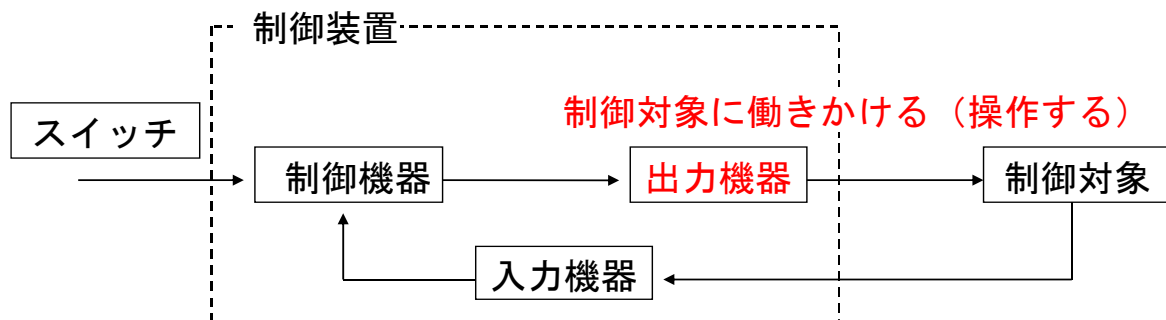 制御装置
制御対象に働きかける（操作する）
スイッチ
制御機器
出力機器
制御対象
入力機器